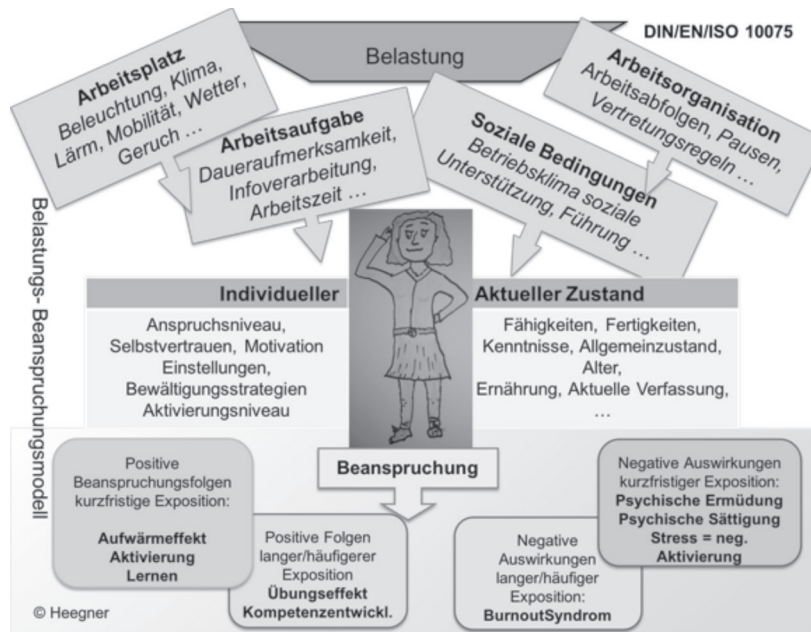 DIN/EN/ISO 10075
Belastung
Arbeitsplatz
Beleuchtung, Klima,
Lärm, Mobilität, Wetter,
Geruch ...
Arbeitsaufgabe
Daueraufmerksamkeit,
Infoverarbeitung,
Arbeitszeit ...
Soziale Bedingungen
Betriebsklima soziale
Unterstützung, Führung ...
Arbeitsorganisation
Arbeitsabfolgen, Pausen,
Vertretungsregeln ...
Belastungs- Beanspruchungsmodell
Individueller
Aktueller Zustand
Anspruchsniveau,
Selbstvertrauen, Motivation
Einstellungen,
Bewältigungsstrategien
Aktivierungsniveau
Fähigkeiten, Fertigkeiten,
Kenntnisse, Allgemeinzustand,
Alter,
Ernährung, Aktuelle Verfassung,
...
Beanspruchung
Positive
Beanspruchungsfolgen
kurzfristige Exposition:
Aufwärmeffekt
Aktivierung
Lernen
Positive Folgen
langer/häufigerer
Exposition
Übungseffekt
Kompetenzentwickl.
Negative
Auswirkungen
langer/häufiger
Exposition:
BurnoutSyndrom
Negative Auswirkungen
kurzfristiger Exposition:
Psychische Ermüdung
Psychische Sättigung
Stress = neg.
Aktivierung
© Heegner